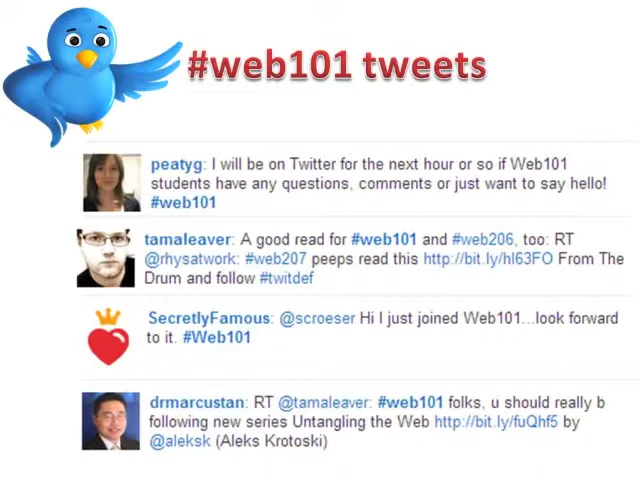 #web101 tweets
peatyg: I will be on Twitter for the next hour or so if Web101
students have any questions, comments or just want to say hello!
#web101
tamaleaver: A good read for #web101 and #web206, too: RT
@rhysatwork: #web207 peeps read this http://bit.ly/hI63FO From The
Drum and follow #twitdef
SecretlyFamous: @scroeser Hi I just joined Web101...look forward
to it. #Web101
drmarcustan: RT @tamaleaver: #web101 folks, u should really b
following new series Untangling the Web http://bit.ly/fuQhf5 by
@aleksk (Aleks Krotoski)